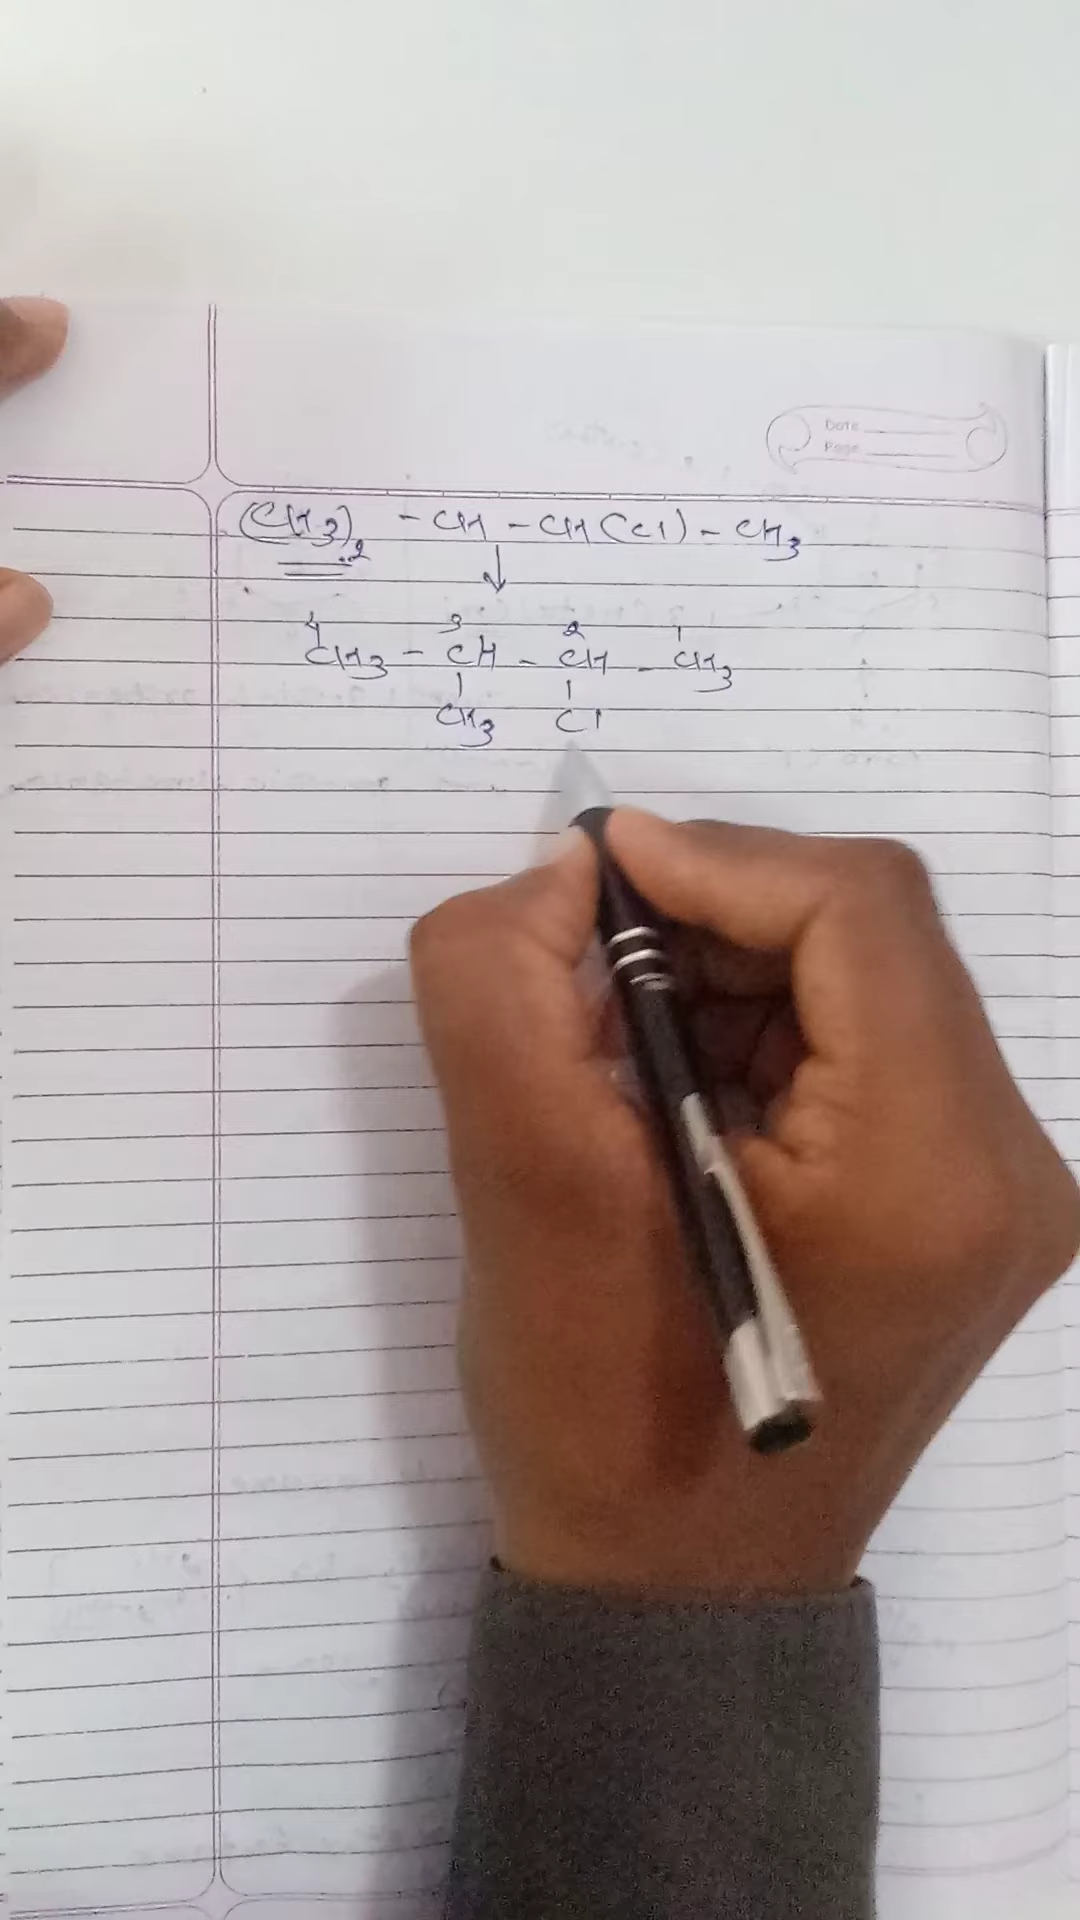 Date
Page
(CH3)2 - CH - CH(Cl) - CH3
↓
4 3 2 1
CH3 - CH - CH - CH3
CH3 Cl